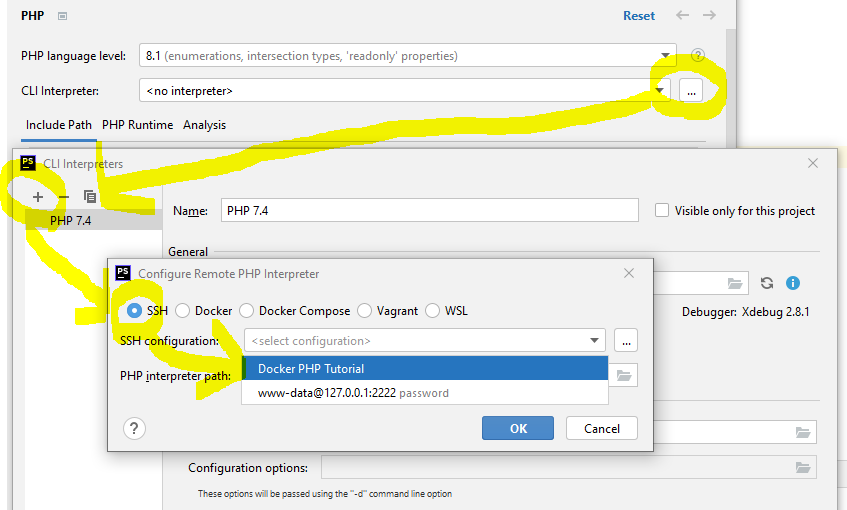 PHP
Reset
PHP language level: 8.1 (enumerations, intersection types, 'readonly' properties)
CLI Interpreter: <no interpreter> ...
Include Path PHP Runtime Analysis
PS CLI Interpreters
PHP 7.4
Name: PHP 7.4 Visible only for this project
General
PS Configure Remote PHP Interpreter
SSH Docker Docker Compose Vagrant WSL
Debugger: Xdebug 2.8.1
SSH configuration: <select configuration> ...
Docker PHP Tutorial
PHP interpreter path:
www-data@127.0.0.1:2222 password
? OK Cancel
Configuration options:
These options will be passed using the "-d" command line option